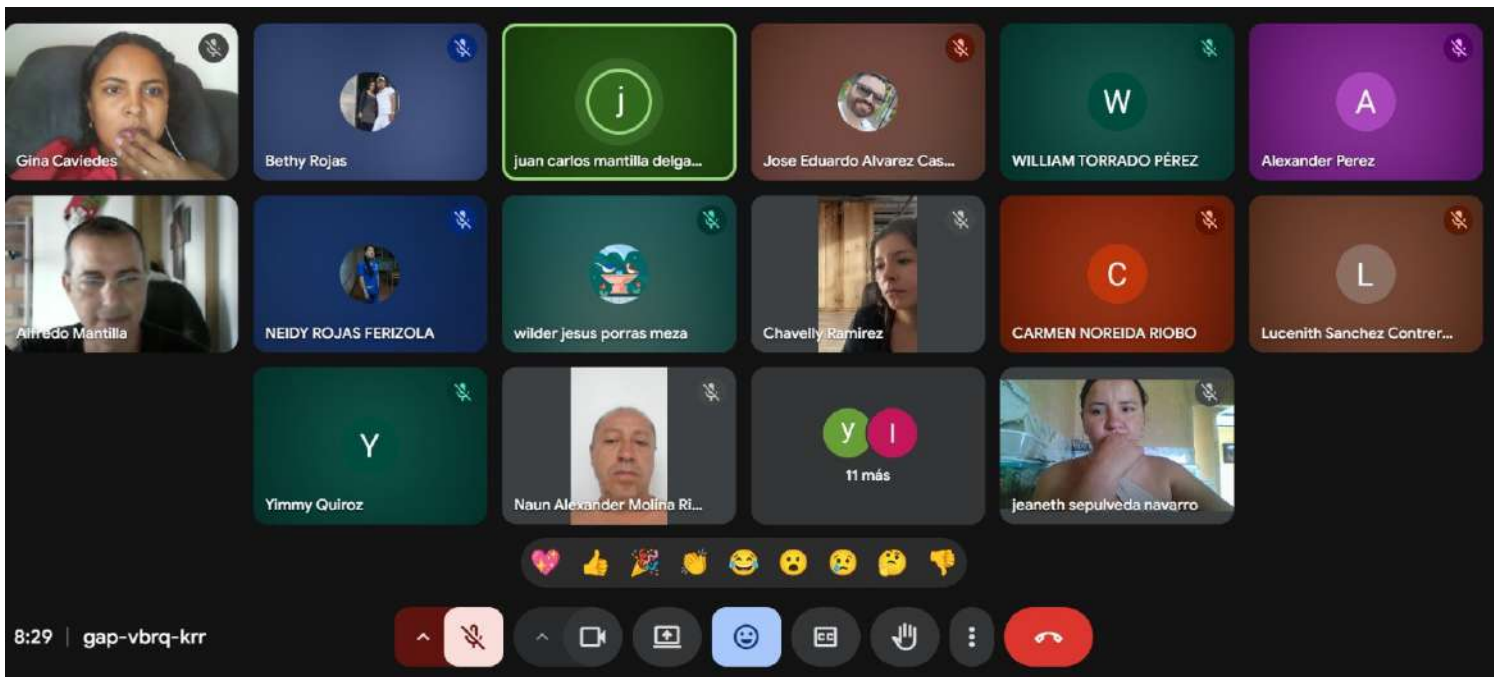 Gina Caviedes
Bethy Rojas
j
juan carlos mantilla delga...
Jose Eduardo Alvarez Cas...
W
WILLIAM TORRADO PÉREZ
A
Alexander Perez
Alfredo Mantilla
NEIDY ROJAS FERIZOLA
wilder jesus porras meza
Chavelly Ramirez
C
CARMEN NOREIDA RIOBO
L
Lucenith Sanchez Contrer...
Y
Yimmy Quiroz
Naun Alexander Molina Ri...
y l
11 más
jeaneth sepulveda navarro
8:29 | gap-vbrq-krr
CC